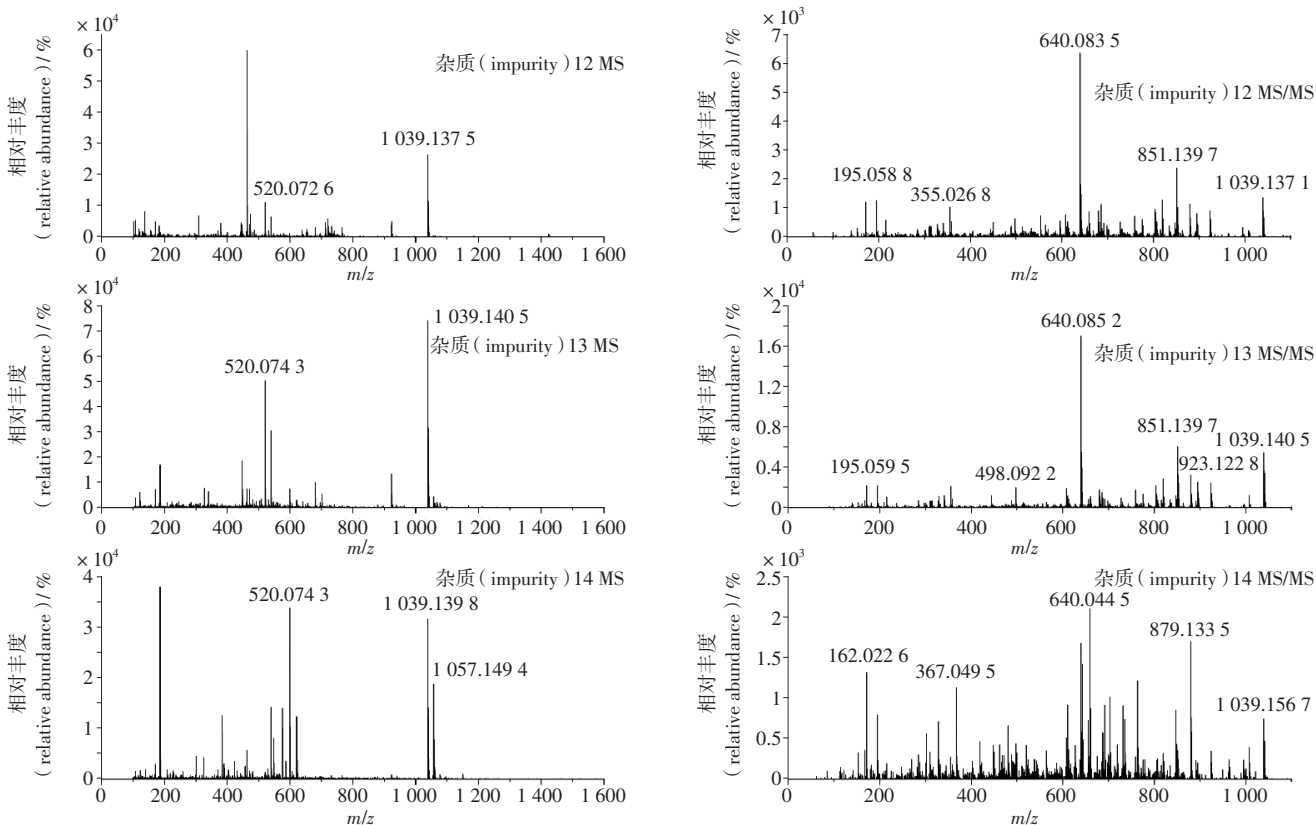 × 10⁴
6
5
4
3
2
1
0
0 200 400 600 800 1 000 1 200 1 400 1 600
m/z
相对丰度
( relative abundance ) / %
杂质 ( impurity ) 12 MS
1 039.137 5
520.072 6
× 10³
7
6
5
4
3
2
1
0
0 200 400 600 800 1 000
m/z
相对丰度
( relative abundance ) / %
640.083 5
杂质 ( impurity ) 12 MS/MS
851.139 7
195.058 8
355.026 8
1 039.137 1
× 10⁴
8
7
6
5
4
3
2
1
0
0 200 400 600 800 1 000 1 200 1 400 1 600
m/z
相对丰度
( relative abundance ) / %
1 039.140 5
杂质 ( impurity ) 13 MS
520.074 3
× 10⁴
2
1.6
1.2
0.8
0.4
0
0 200 400 600 800 1 000
m/z
相对丰度
( relative abundance ) / %
640.085 2
杂质 ( impurity ) 13 MS/MS
851.139 7
1 039.140 5
923.122 8
195.059 5
498.092 2
× 10⁴
4
3
2
1
0
0 200 400 600 800 1 000 1 200 1 400 1 600
m/z
相对丰度
( relative abundance ) / %
杂质 ( impurity ) 14 MS
520.074 3
1 039.139 8
1 057.149 4
× 10³
2.5
2
1.5
1
0.5
0
0 200 400 600 800 1 000
m/z
相对丰度
( relative abundance ) / %
杂质 ( impurity ) 14 MS/MS
640.044 5
879.133 5
162.022 6
367.049 5
1 039.156 7